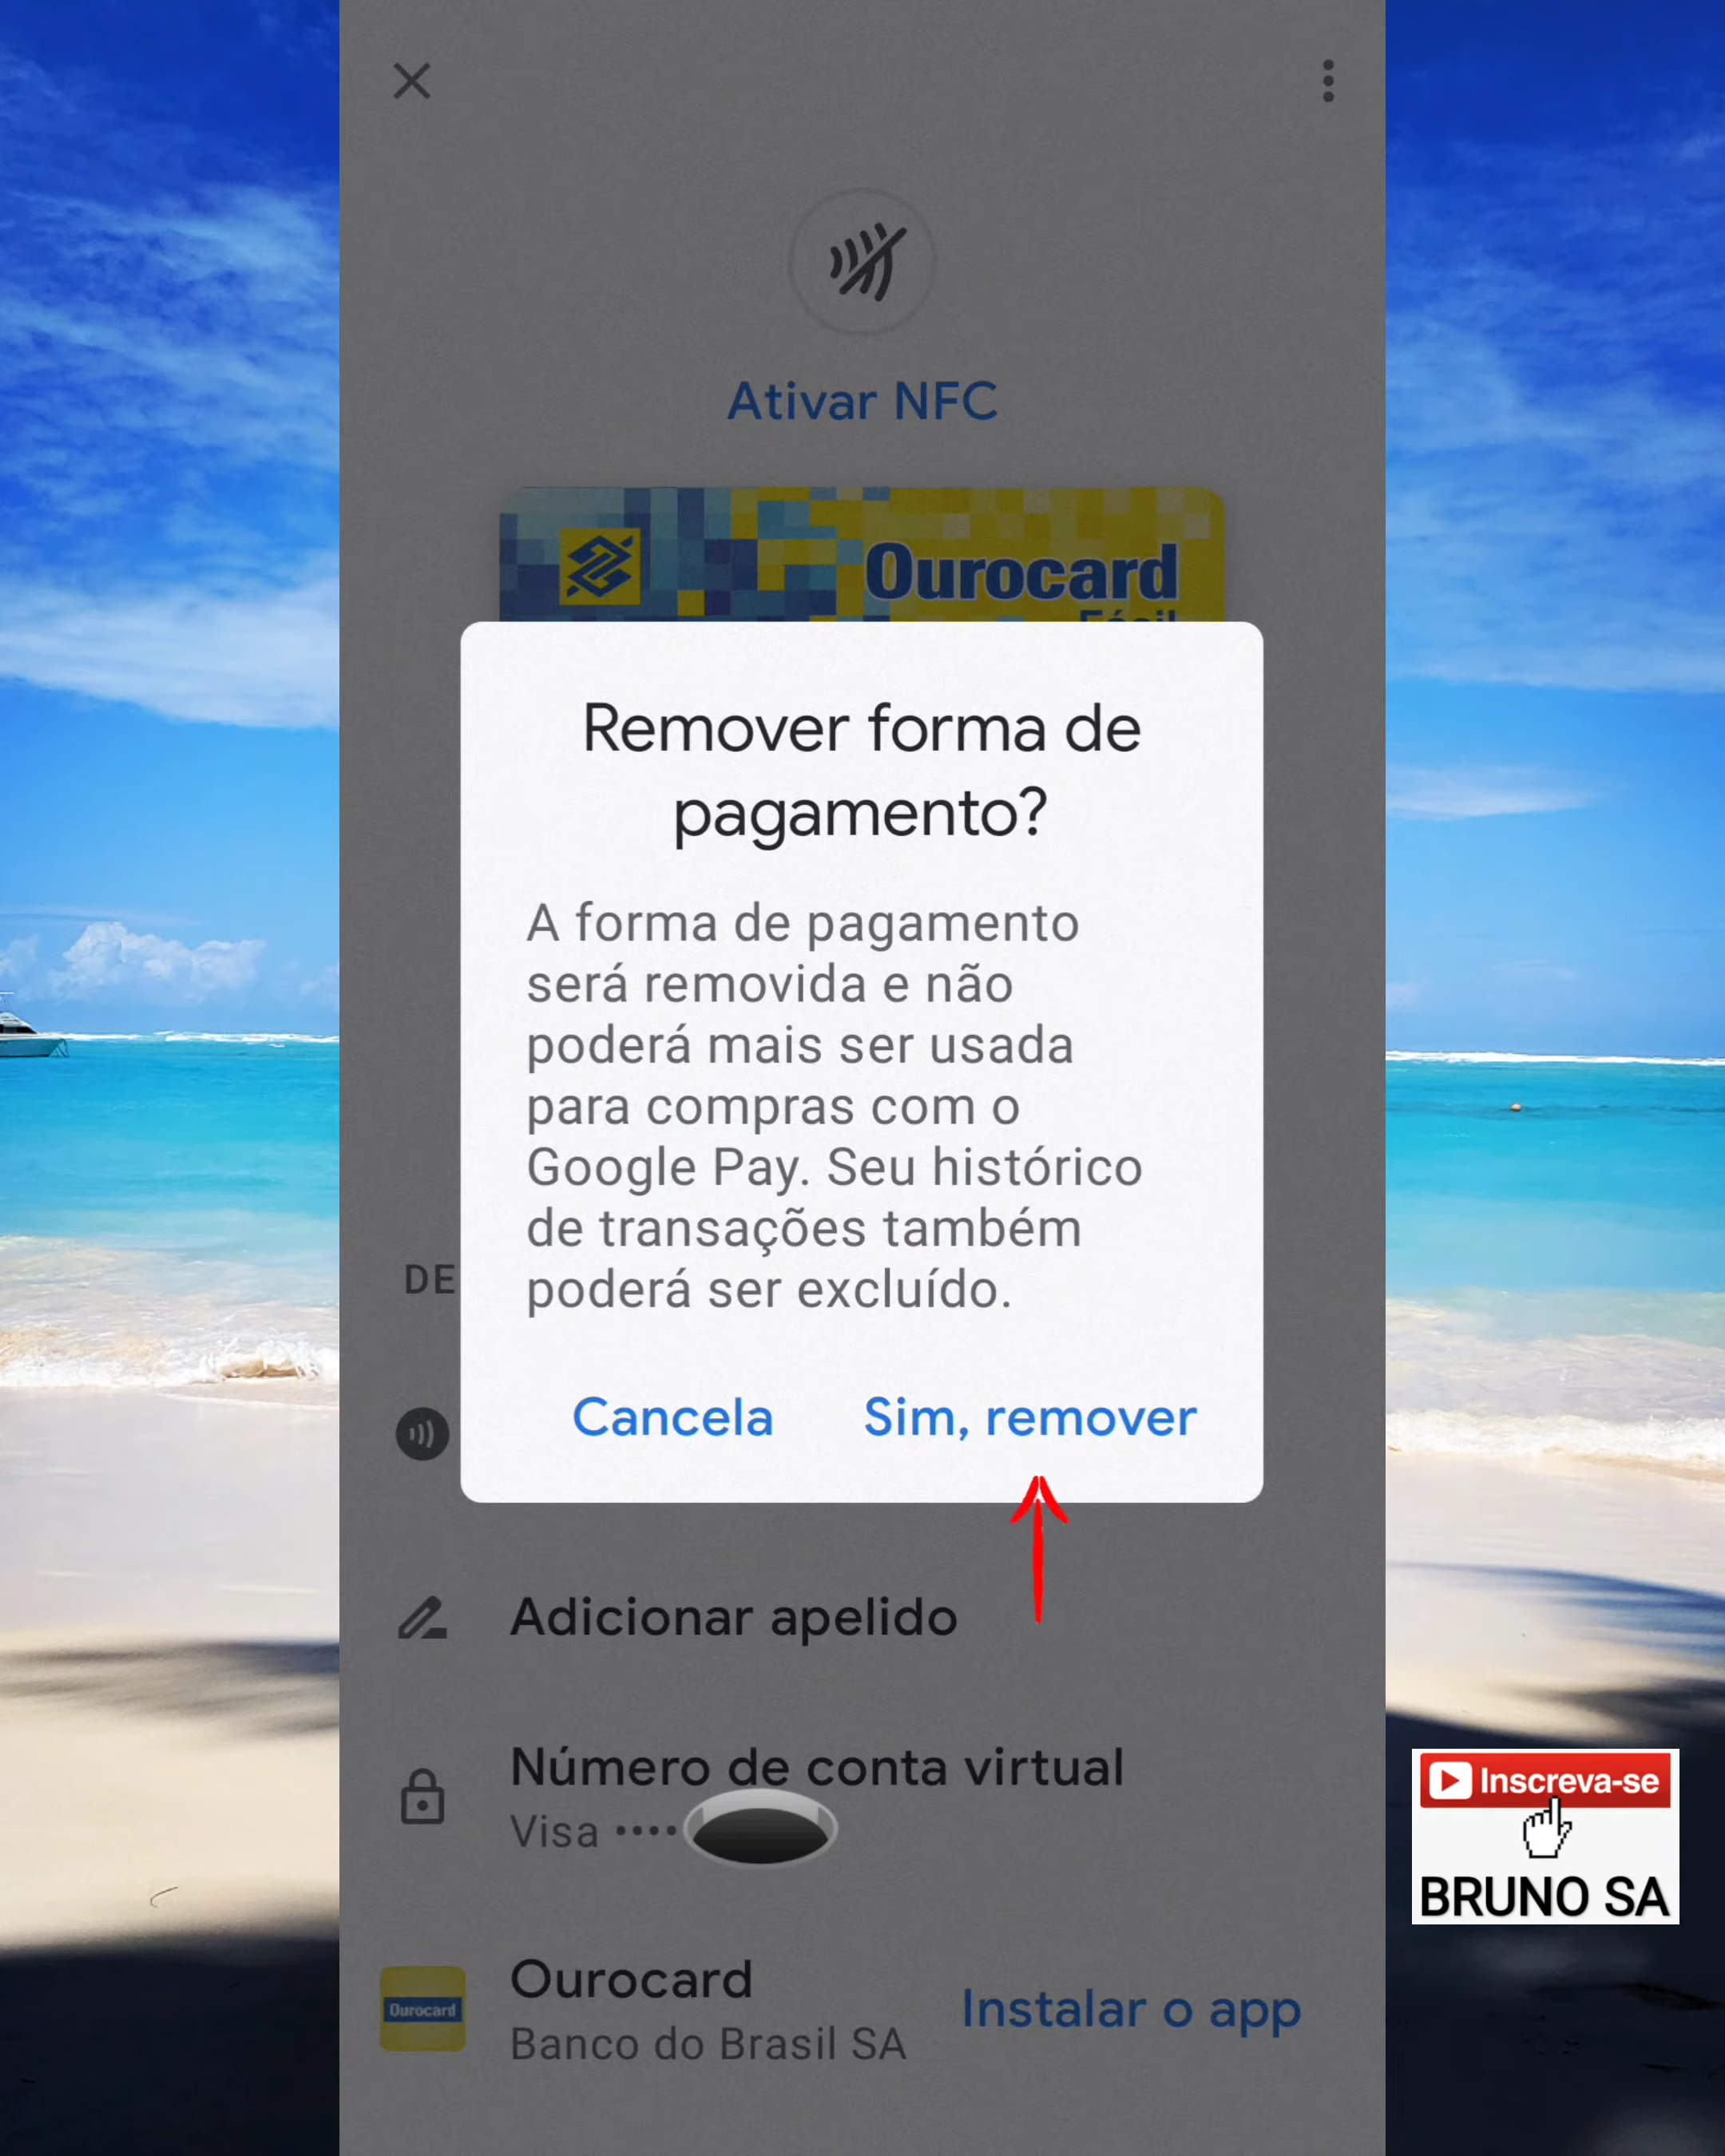 Ativar NFC
Ourocard
Fácil
Remover forma de
pagamento?
A forma de pagamento
será removida e não
poderá mais ser usada
para compras com o
Google Pay. Seu histórico
de transações também
poderá ser excluído.
DE
Cancela
Sim, remover
Adicionar apelido
Número de conta virtual
Visa ••••
Inscreva-se
BRUNO SA
Ourocard
Ourocard
Banco do Brasil SA
Instalar o app